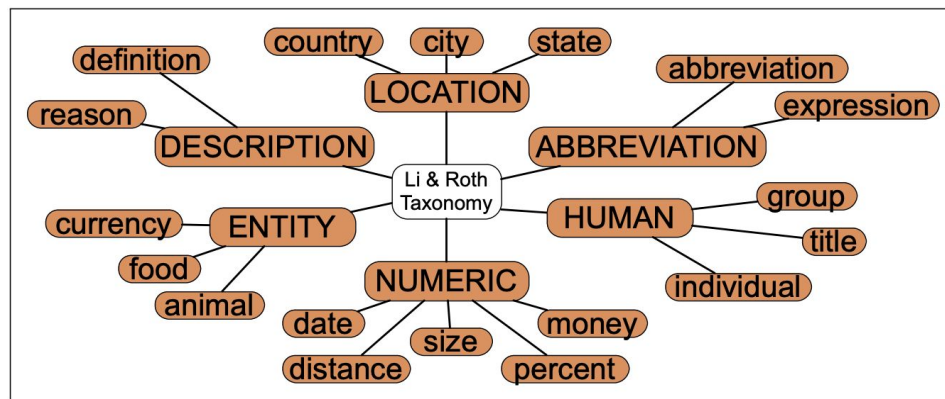 country
city
state
definition
abbreviation
LOCATION
reason
expression
DESCRIPTION
ABBREVIATION
Li & Roth
Taxonomy
currency
ENTITY
HUMAN
group
title
food
animal
NUMERIC
individual
date
size
money
distance
percent